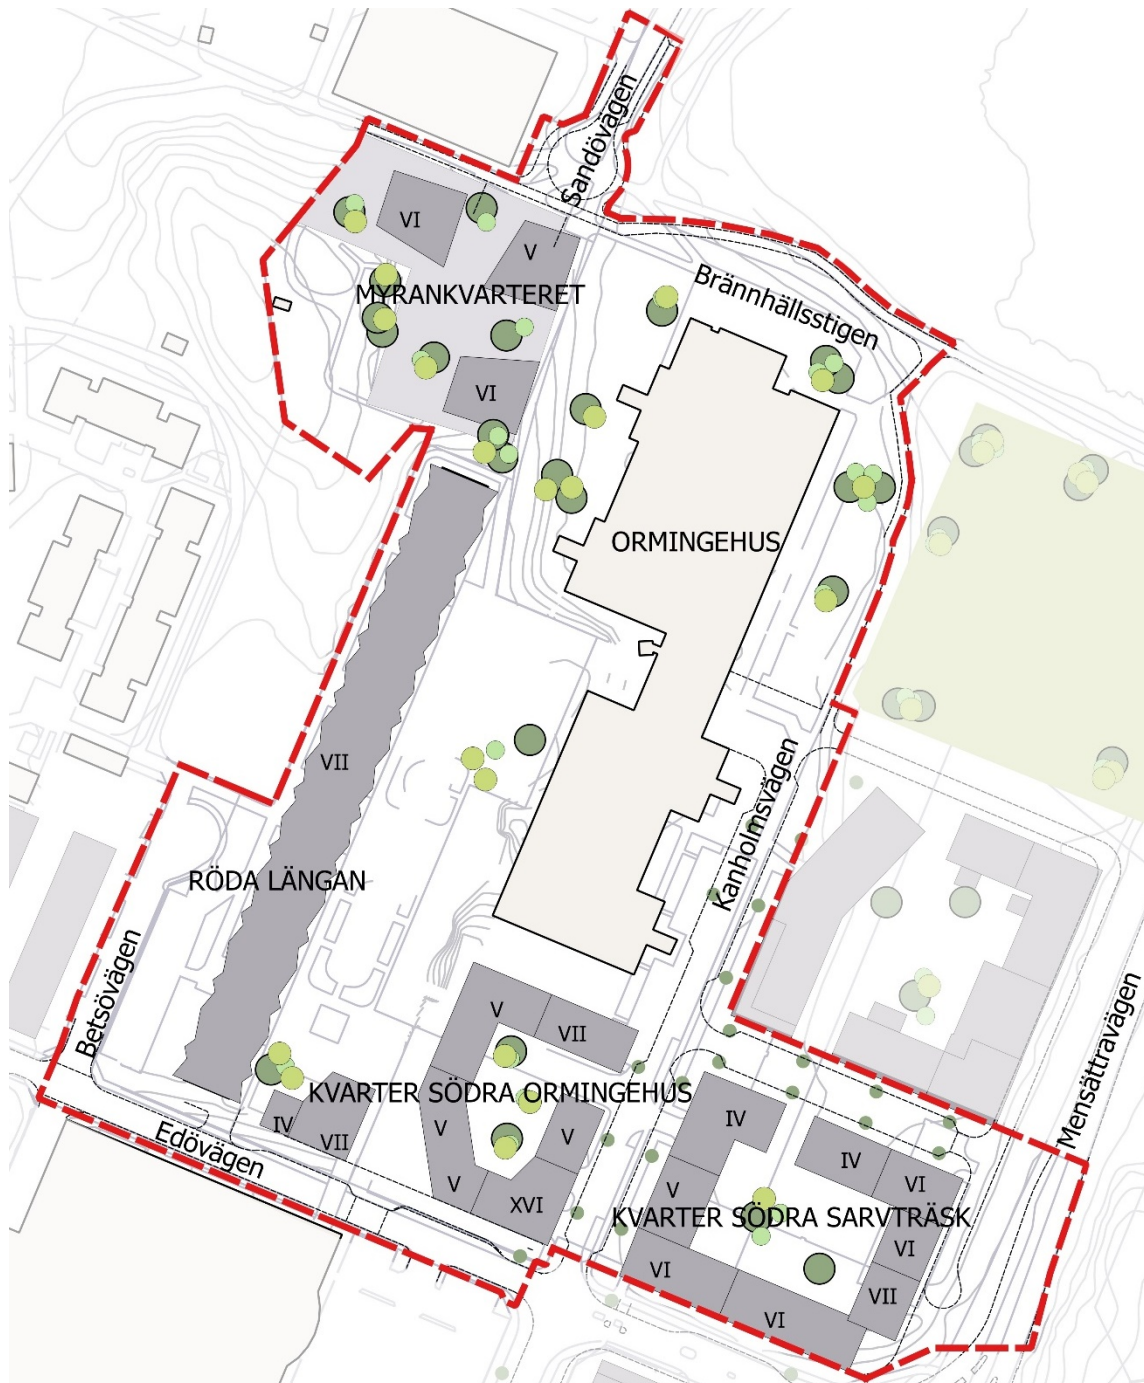 Sandövägen
VI
V
Brännhällsstigen
MYRANKVARTERET
VI
ORMINGEHUS
VII
Kanholmsvägen
RÖDA LÄNGAN
Betsövägen
V
VII
Mensättravägen
KVARTER SÖDRA ORMINGEHUS
IV
VII
V
V
IV
Edövägen
IV
VI
V
XVI
V
KVARTER SÖDRA SARVTRÄSK
VI
VI
VII
VI